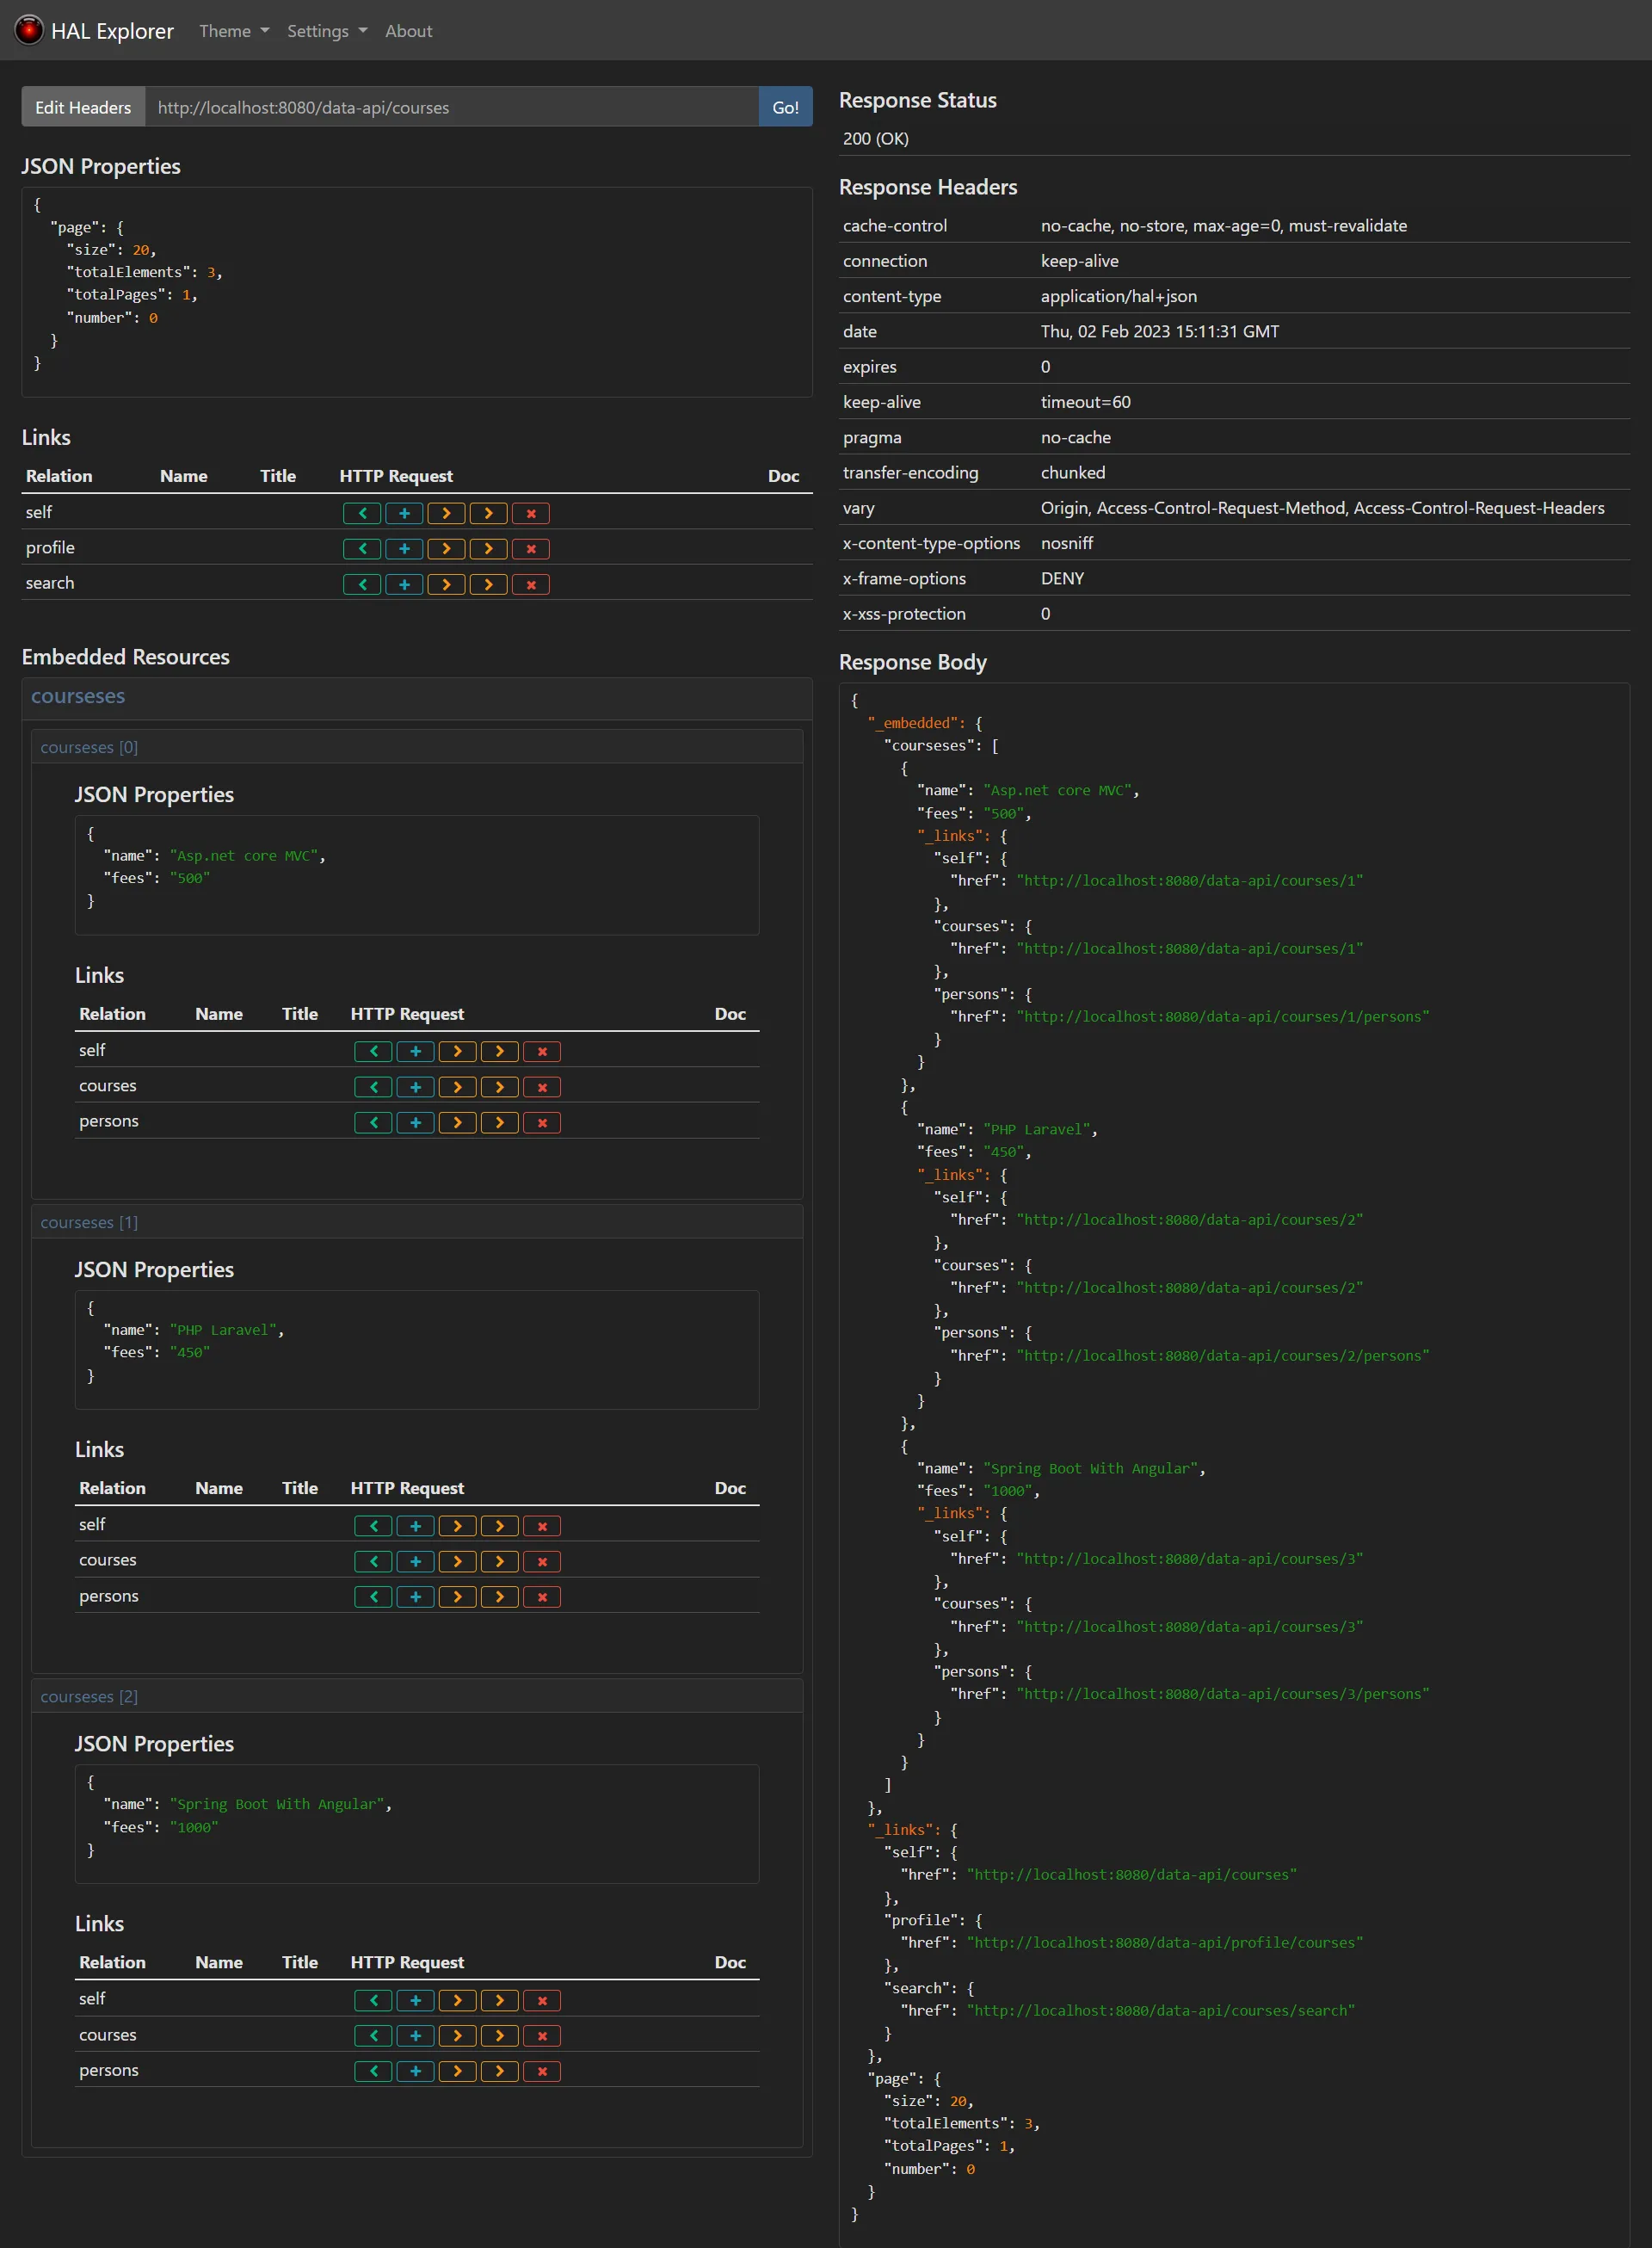 HAL Explorer Theme Settings About
Edit Headers http://localhost:8080/data-api/courses Go!
JSON Properties
{
"page": {
"size": 20,
"totalElements": 3,
"totalPages": 1,
"number": 0
}
}
Links
Relation Name Title HTTP Request Doc
self
profile
search
Embedded Resources
courseses
courseses [0]
JSON Properties
{
"name": "Asp.net core MVC",
"fees": "500"
}
Links
Relation Name Title HTTP Request Doc
self
courses
persons
courseses [1]
JSON Properties
{
"name": "PHP Laravel",
"fees": "450"
}
Links
Relation Name Title HTTP Request Doc
self
courses
persons
courseses [2]
JSON Properties
{
"name": "Spring Boot With Angular",
"fees": "1000"
}
Links
Relation Name Title HTTP Request Doc
self
courses
persons
Response Status
200 (OK)
Response Headers
cache-control no-cache, no-store, max-age=0, must-revalidate
connection keep-alive
content-type application/hal+json
date Thu, 02 Feb 2023 15:11:31 GMT
expires 0
keep-alive timeout=60
pragma no-cache
transfer-encoding chunked
vary Origin, Access-Control-Request-Method, Access-Control-Request-Headers
x-content-type-options nosniff
x-frame-options DENY
x-xss-protection 0
Response Body
{
"_embedded": {
"courseses": [
{
"name": "Asp.net core MVC",
"fees": "500",
"_links": {
"self": {
"href": "http://localhost:8080/data-api/courses/1"
},
"courses": {
"href": "http://localhost:8080/data-api/courses/1"
},
"persons": {
"href": "http://localhost:8080/data-api/courses/1/persons"
}
}
},
{
"name": "PHP Laravel",
"fees": "450",
"_links": {
"self": {
"href": "http://localhost:8080/data-api/courses/2"
},
"courses": {
"href": "http://localhost:8080/data-api/courses/2"
},
"persons": {
"href": "http://localhost:8080/data-api/courses/2/persons"
}
}
},
{
"name": "Spring Boot With Angular",
"fees": "1000",
"_links": {
"self": {
"href": "http://localhost:8080/data-api/courses/3"
},
"courses": {
"href": "http://localhost:8080/data-api/courses/3"
},
"persons": {
"href": "http://localhost:8080/data-api/courses/3/persons"
}
}
}
]
},
"_links": {
"self": {
"href": "http://localhost:8080/data-api/courses"
},
"profile": {
"href": "http://localhost:8080/data-api/profile/courses"
},
"search": {
"href": "http://localhost:8080/data-api/courses/search"
}
},
"page": {
"size": 20,
"totalElements": 3,
"totalPages": 1,
"number": 0
}
}